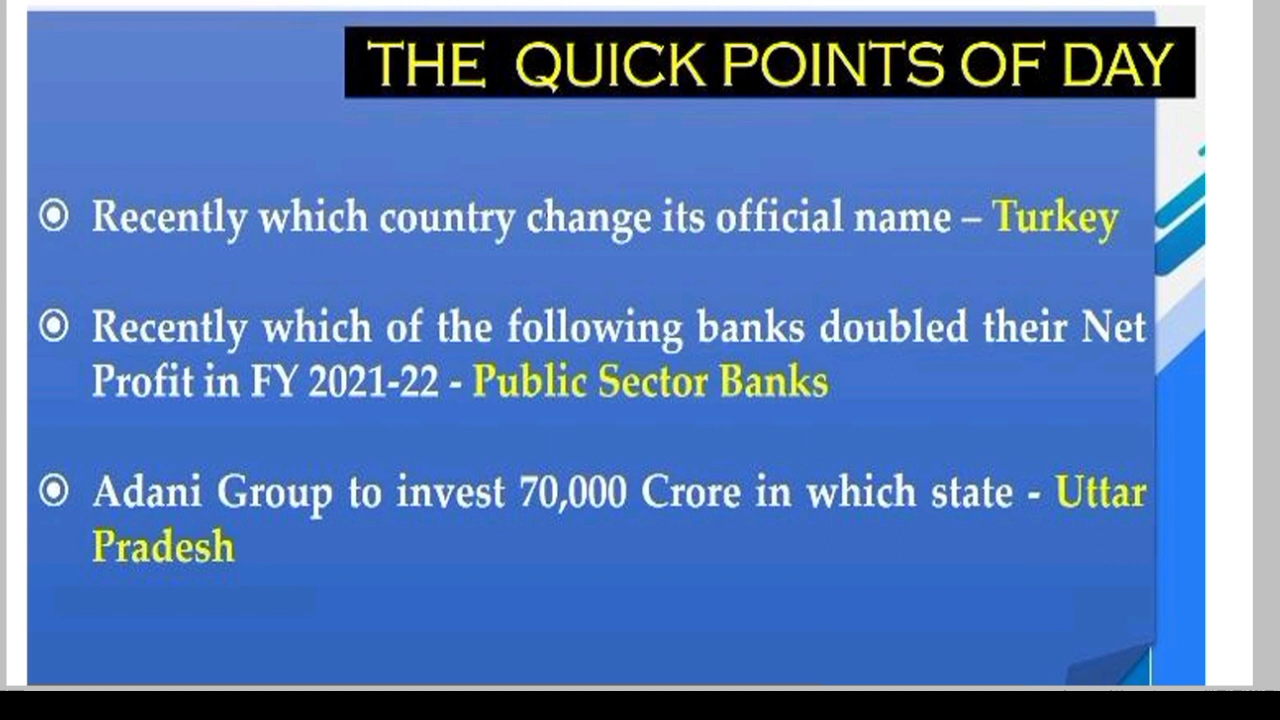 THE QUICK POINTS OF DAY
Recently which country change its official name – Turkey
Recently which of the following banks doubled their Net
Profit in FY 2021-22 - Public Sector Banks
Adani Group to invest 70,000 Crore in which state - Uttar
Pradesh